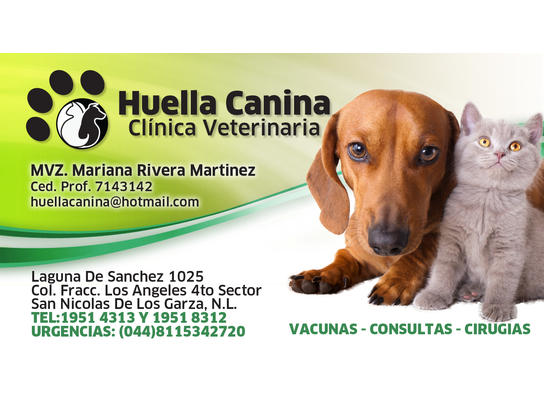 Huella Canina
Clínica Veterinaria
MVZ. Mariana Rivera Martinez
Ced. Prof. 7143142
huellacanina@hotmail.com
Laguna De Sanchez 1025
Col. Fracc. Los Angeles 4to Sector
San Nicolas De Los Garza, N.L.
TEL:1951 4313 Y 1951 8312
URGENCIAS: (044)8115342720
VACUNAS - CONSULTAS - CIRUGIAS